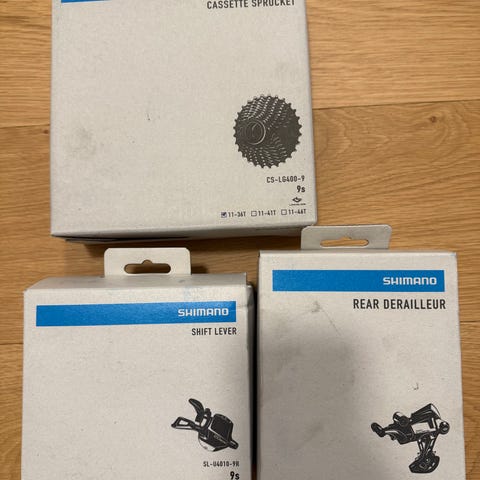 CASSETTE SPROCKET
CS-LG400-9
9s
LINKGLIDE
11-36T 11-41T 11-46T
SHIMANO
SHIFT LEVER
SL-U4010-9R
9s
SHIMANO
REAR DERAILLEUR